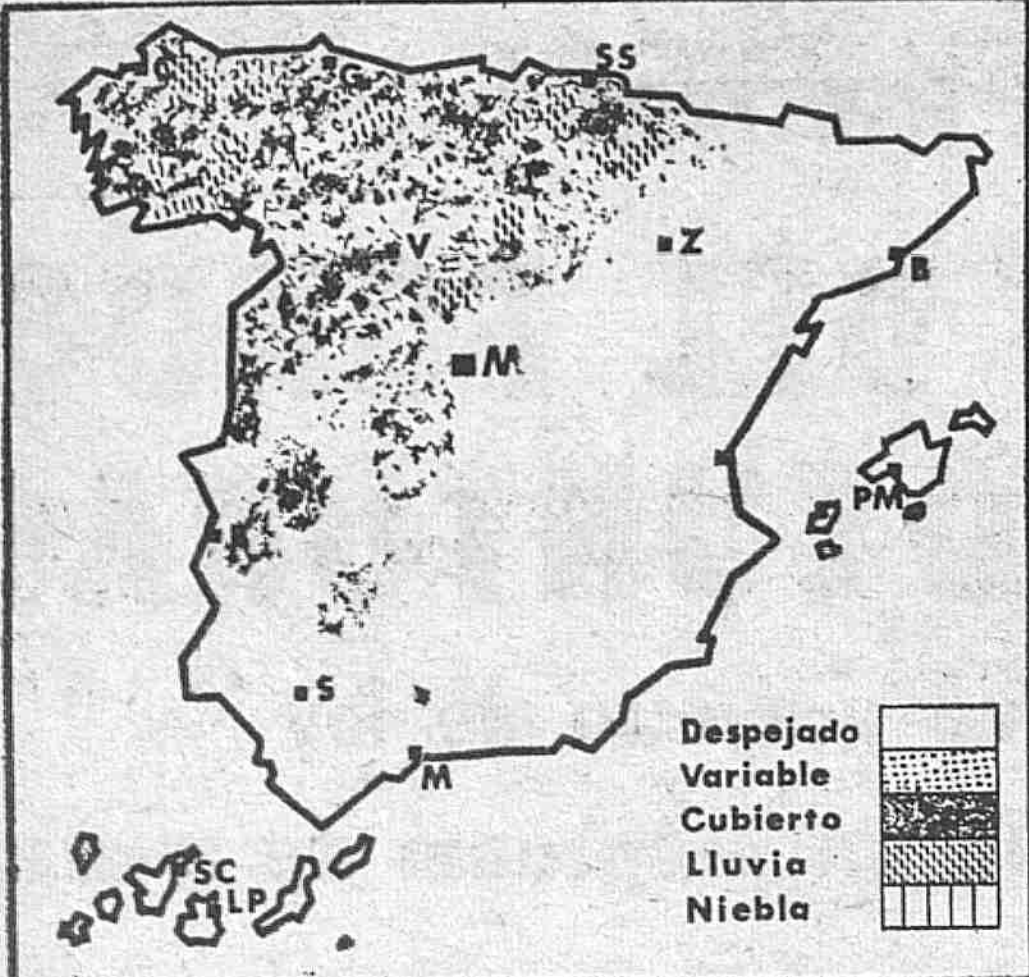 SS
G
V
Z
B
M
PM
S
M
SC
LP
Despejado
Variable
Cubierto
Lluvia
Niebla